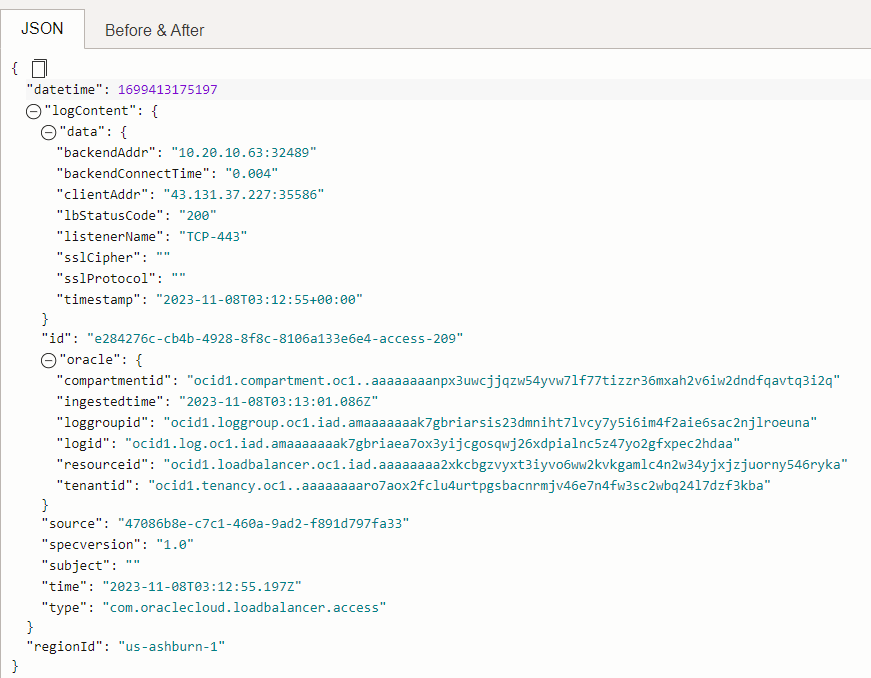 JSON
Before & After
{
"datetime": 1699413175197
"logContent": {
"data": {
"backendAddr": "10.20.10.63:32489"
"backendConnectTime": "0.004"
"clientAddr": "43.131.37.227:35586"
"lbStatusCode": "200"
"listenerName": "TCP-443"
"sslCipher": ""
"sslProtocol": ""
"timestamp": "2023-11-08T03:12:55+00:00"
}
"id": "e284276c-cb4b-4928-8f8c-8106a133e6e4-access-209"
"oracle": {
"compartmentid": "ocid1.compartment.oc1..aaaaaaaanpx3uwcjjqzw54yvw7lf77tizzr36mxah2v6iw2dndfqavtq3i2q"
"ingestedtime": "2023-11-08T03:13:01.086Z"
"loggroupid": "ocid1.loggroup.oc1.iad.amaaaaaaak7gbriarsis23dmniht7lvcy7y5i6im4f2aie6sac2njlroeuna"
"logid": "ocid1.log.oc1.iad.amaaaaaaak7gbriaea7ox3yijcgosqwj26xdpialnc5z47yo2gfxpec2hdaa"
"resourceid": "ocid1.loadbalancer.oc1.iad.aaaaaaaa2xkcbgzvyxt3iyvo6ww2kvkgamlc4n2w34yjxjzjuorny546ryka"
"tenantid": "ocid1.tenancy.oc1..aaaaaaaaro7aox2fclu4urtpgsbacnrmjv46e7n4fw3sc2wbq24l7dzf3kba"
}
"source": "47086b8e-c7c1-460a-9ad2-f891d797fa33"
"specversion": "1.0"
"subject": ""
"time": "2023-11-08T03:12:55.197Z"
"type": "com.oraclecloud.loadbalancer.access"
}
"regionId": "us-ashburn-1"
}